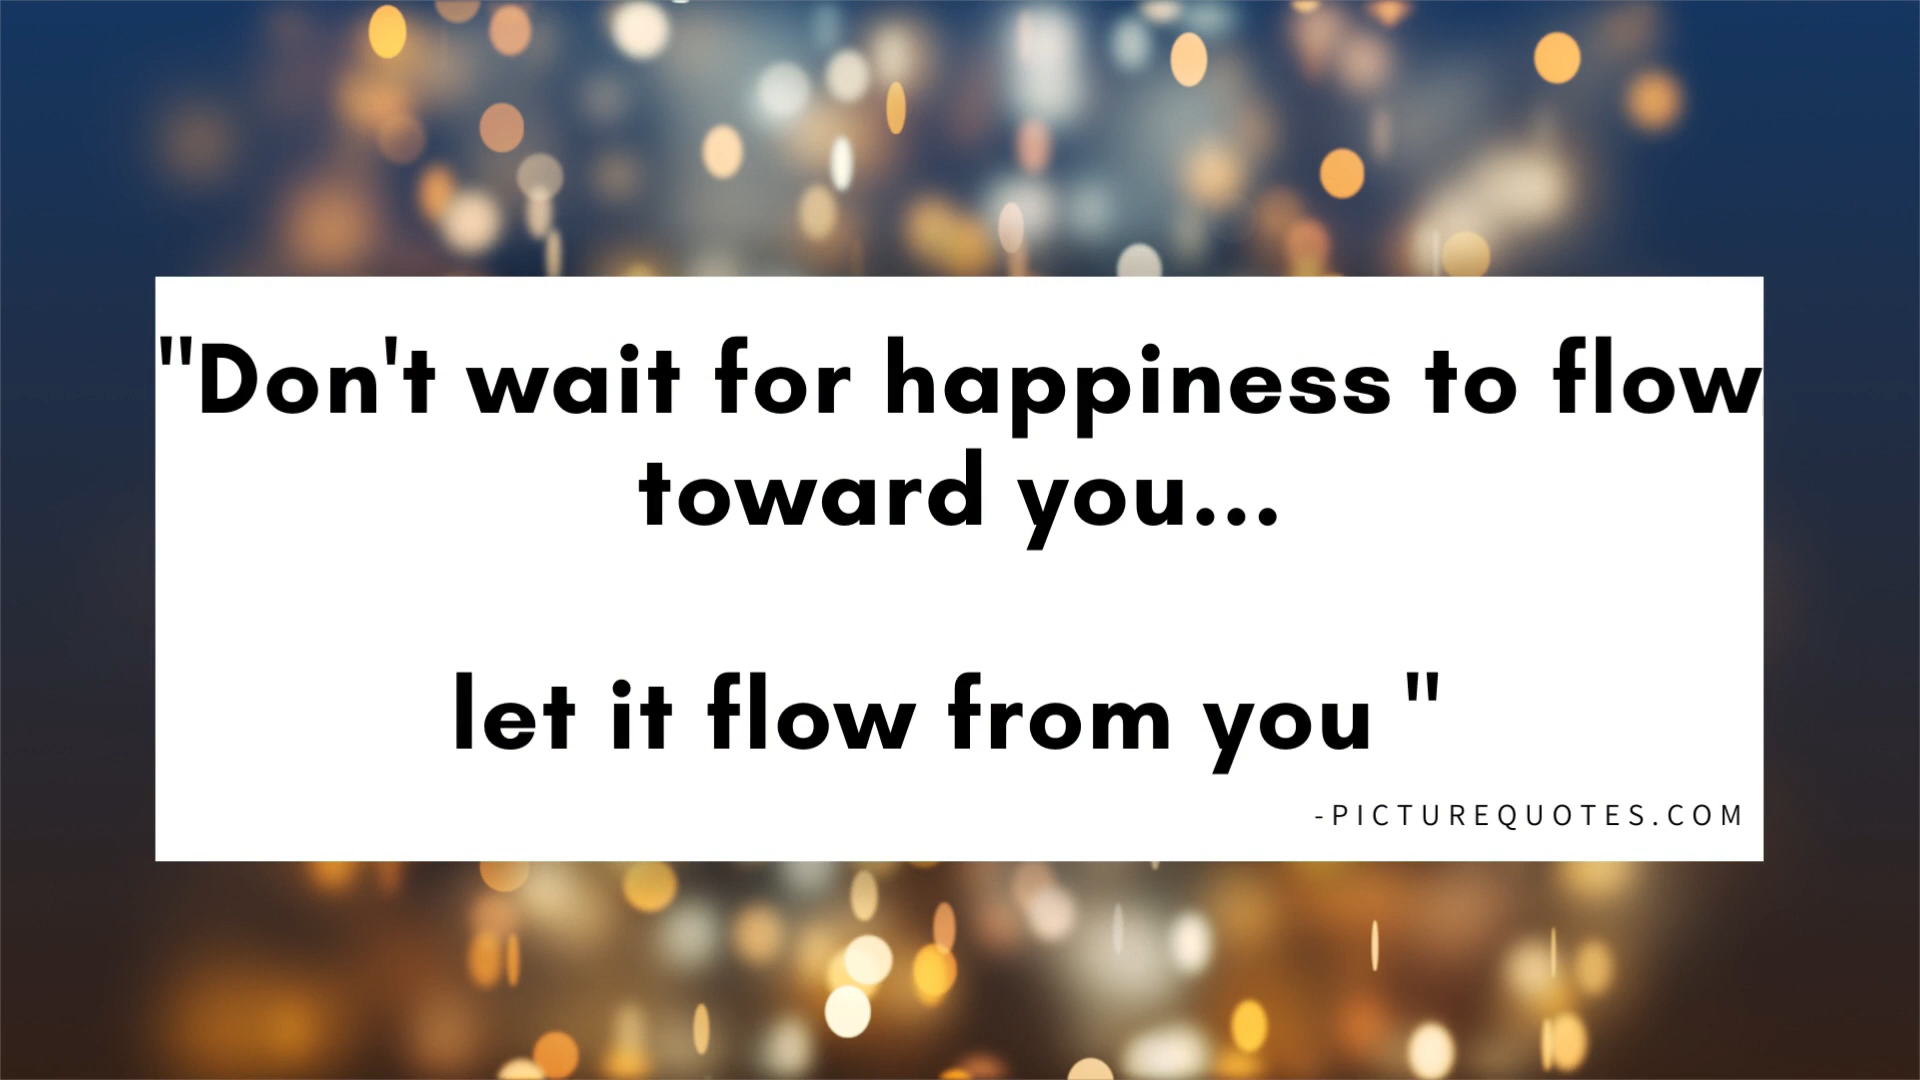 "Don't wait for happiness to flow
toward you...
let it flow from you "
-PICTUREQUOTES.COM